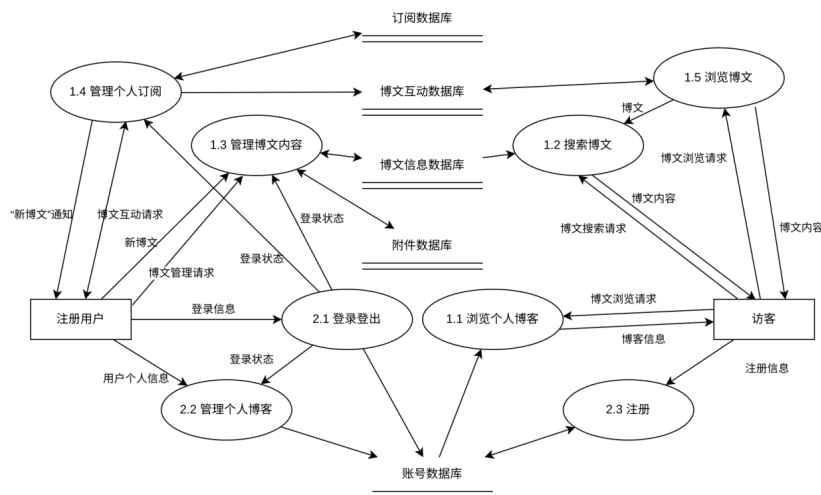 订阅数据库
1.4 管理个人订阅
博文互动数据库
1.5 浏览博文
博文
1.3 管理博文内容
博文信息数据库
1.2 搜索博文
博文浏览请求
博文内容
“新博文”通知
博文互动请求
登录状态
博文搜索请求
博文内容
新博文
附件数据库
登录状态
博文管理请求
博文浏览请求
登录信息
注册用户
2.1 登录登出
1.1 浏览个人博客
访客
博客信息
登录状态
注册信息
用户个人信息
2.2 管理个人博客
2.3 注册
账号数据库